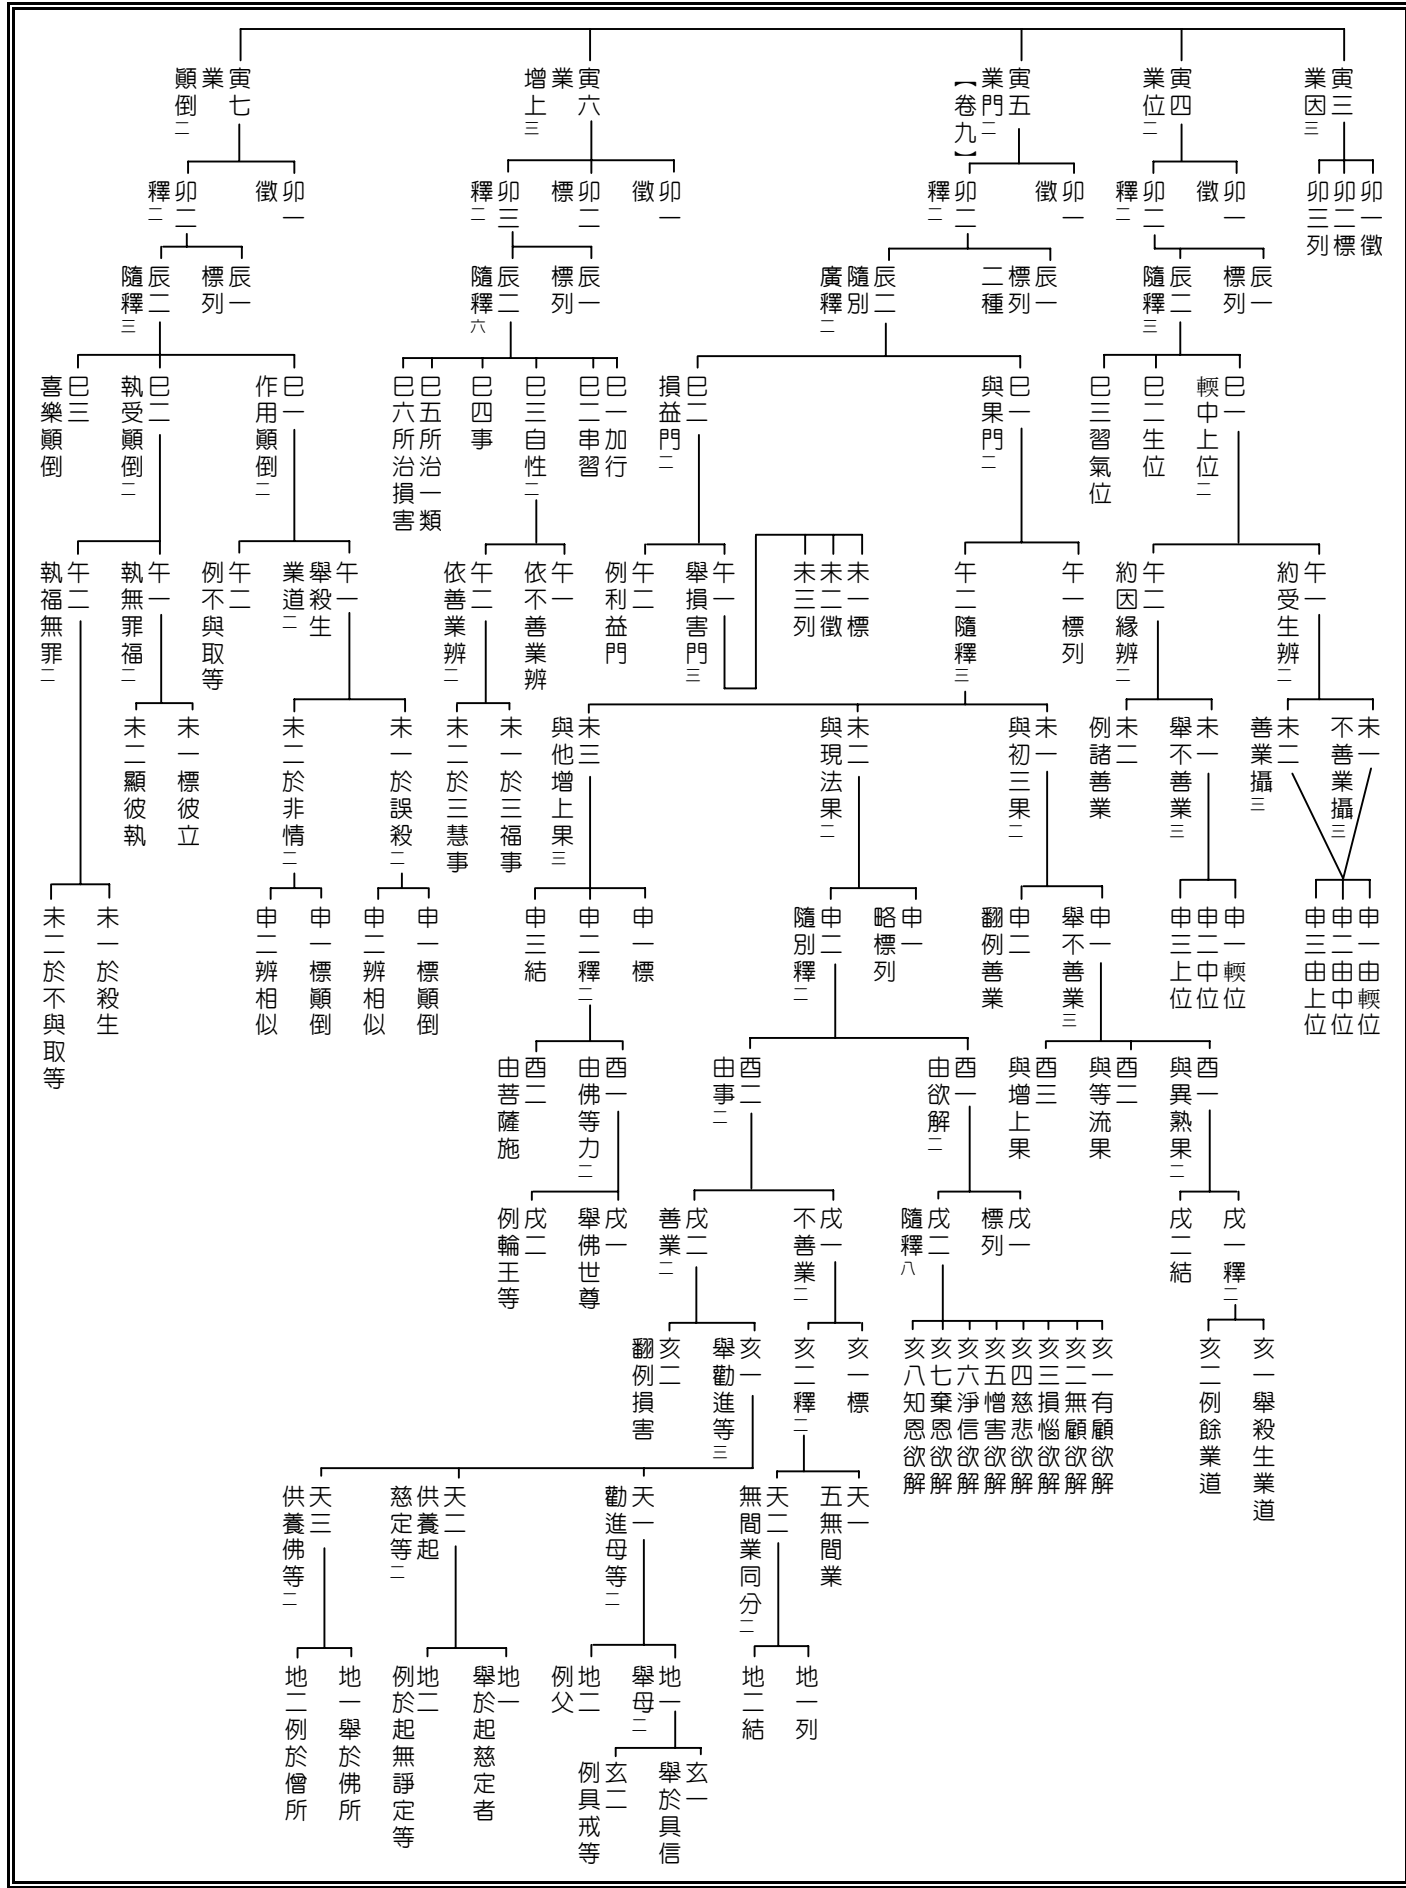 寅三
業因三
寅四
業位二
寅五
業門二
【卷九】
寅六
業
增上三
寅七
業
顛倒二
卯一徵
卯二標
卯三列
卯一
徵
卯二
釋二
卯一
徵
卯二
釋二
卯一
徵
卯二
標
卯三
釋二
卯一
徵
卯二
釋二
辰一
標列
辰二
隨釋三
辰一
標列
二種
辰二
隨別
廣釋二
辰一
標列
辰二
隨釋六
辰一
標列
辰二
隨釋三
巳一
輭中上位二
巳二生位
巳三習氣位
巳一
與果門二
巳二
損益門二
巳一加行
巳二串習
巳三自性二
巳四事
巳五所治一類
巳六所治損害
巳一
作用顛倒二
巳二
執受顛倒二
巳三
喜樂顛倒
午一
約受生辨二
午二
約因緣辨二
午一標列
午二隨釋三
未一標
未二徵
未三列
午一
舉損害門三
午二
例利益門
午一
依不善業辨
午二
依善業辨二
午一
舉殺生
業道二
午二
例不與取等
午一
執無罪福二
午二
執福無罪二
未一
不善業攝三
未二
善業攝三
未一
舉不善業三
未二
例諸善業
未一
與初三果二
未二
與現法果二
未三
與他增上果三
未一於三福事
未二於三慧事
未一於誤殺二
未二於非情二
未一標彼立
未二顯彼執
未一於殺生
未二於不與取等
申一由輭位
申二由中位
申三由上位
申一輭位
申二中位
申三上位
申一
舉不善業三
申二
翻例善業
申一
略標列
申二
隨別釋二
申一標
申二釋二
申三結
申一標顛倒
申二辨相似
申一標顛倒
申二辨相似
酉一
與異熟果二
酉二
與等流果
酉三
與增上果
酉一
由欲解二
酉二
由事二
酉一
由佛等力二
酉二
由菩薩施
戌一釋二
戌二結
戌一
標列
戌二
隨釋八
戌一
不善業二
戌二
善業二
戌一
舉佛世尊
戌二
例輪王等
亥一舉殺生業道
亥二例餘業道
亥一有顧欲解
亥二無顧欲解
亥三損惱欲解
亥四慈悲欲解
亥五憎害欲解
亥六淨信欲解
亥七棄恩欲解
亥八知恩欲解
亥一標
亥二釋二
亥一
舉勸進等三
亥二
翻例損害
天一
五無間業
天二
無間業同分二
天一
勸進母等二
天二
供養起
慈定等二
天三
供養佛等二
地一列
地二結
地一
舉母二
地二
例父
地一
舉於起慈定者
地二
例於起無諍定等
地一舉於佛所
地二例於僧所
玄一
舉於具信
玄二
例具戒等